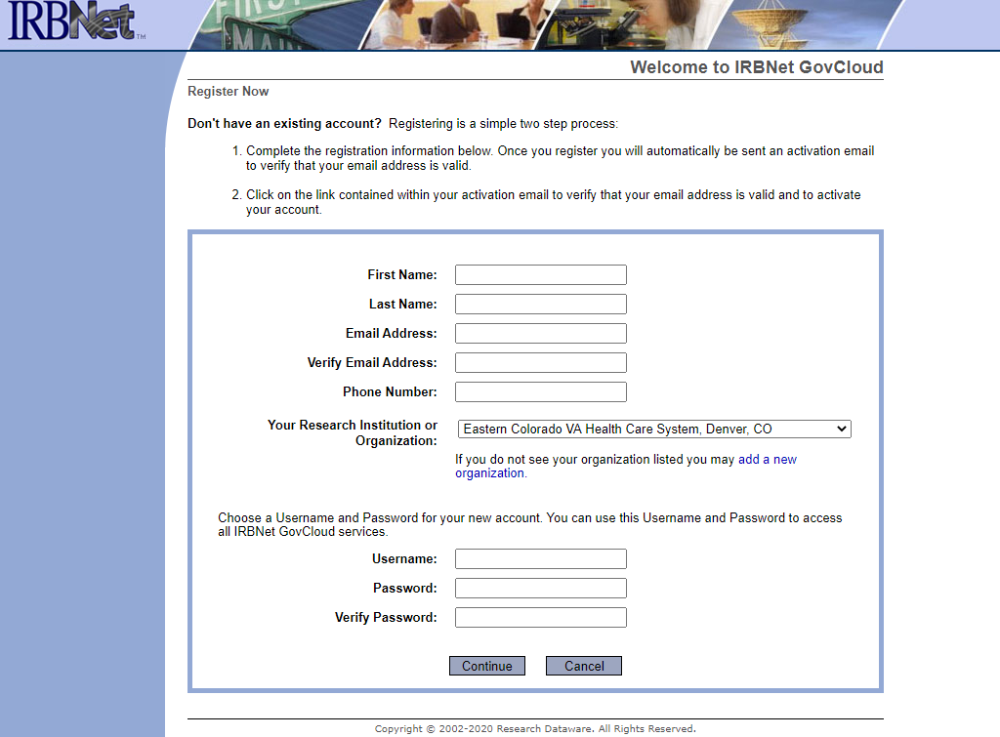 IRBNet™
FIRST
MAIN
Welcome to IRBNet GovCloud
Register Now
Don't have an existing account? Registering is a simple two step process:
1. Complete the registration information below. Once you register you will automatically be sent an activation email
to verify that your email address is valid.
2. Click on the link contained within your activation email to verify that your email address is valid and to activate
your account.
First Name:
Last Name:
Email Address:
Verify Email Address:
Phone Number:
Your Research Institution or
Organization:
Eastern Colorado VA Health Care System, Denver, CO
If you do not see your organization listed you may add a new
organization.
Choose a Username and Password for your new account. You can use this Username and Password to access
all IRBNet GovCloud services.
Username:
Password:
Verify Password:
Continue Cancel
Copyright © 2002-2020 Research Dataware. All Rights Reserved.